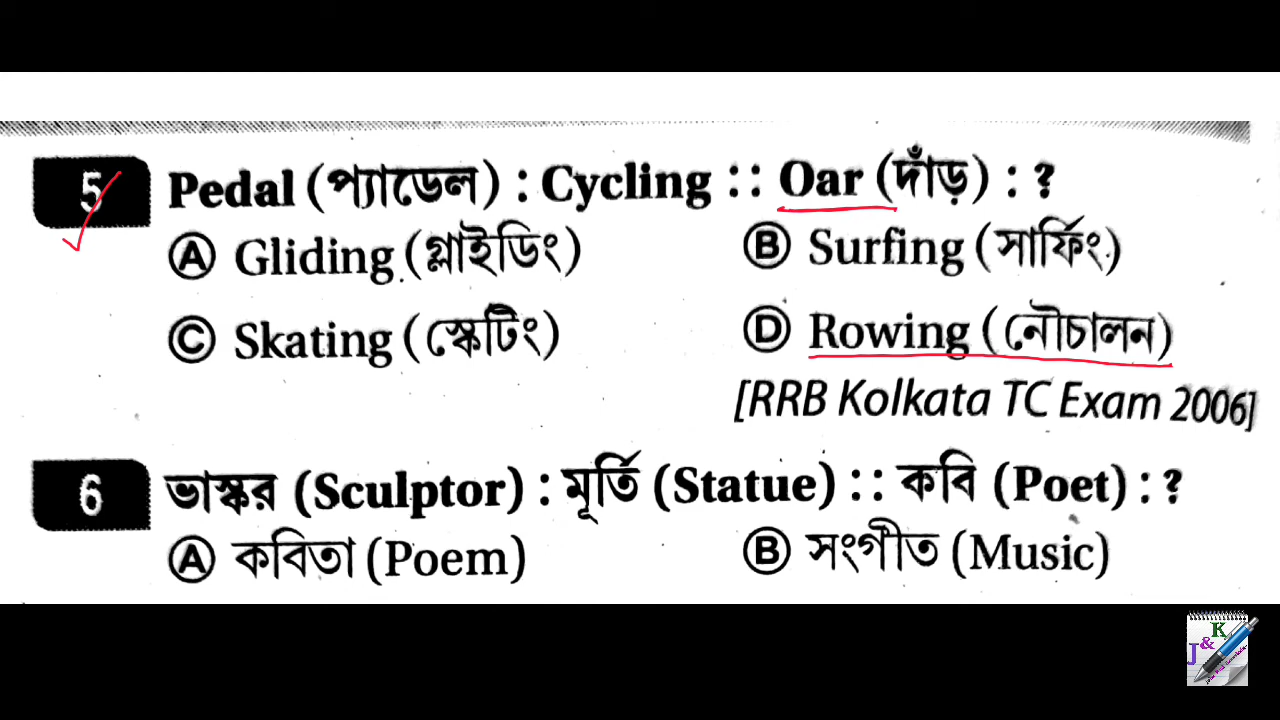 5 Pedal (প্যাডেল) : Cycling :: Oar (দাঁড়) : ?
A Gliding (গ্লাইডিং) B Surfing (সার্ফিং)
C Skating (স্কেটিং) D Rowing (নৌচালন)
[RRB Kolkata TC Exam 2006]
6 ভাস্কর (Sculptor) : মূর্তি (Statue) :: কবি (Poet) : ?
A কবিতা (Poem) B সংগীত (Music)
J&K